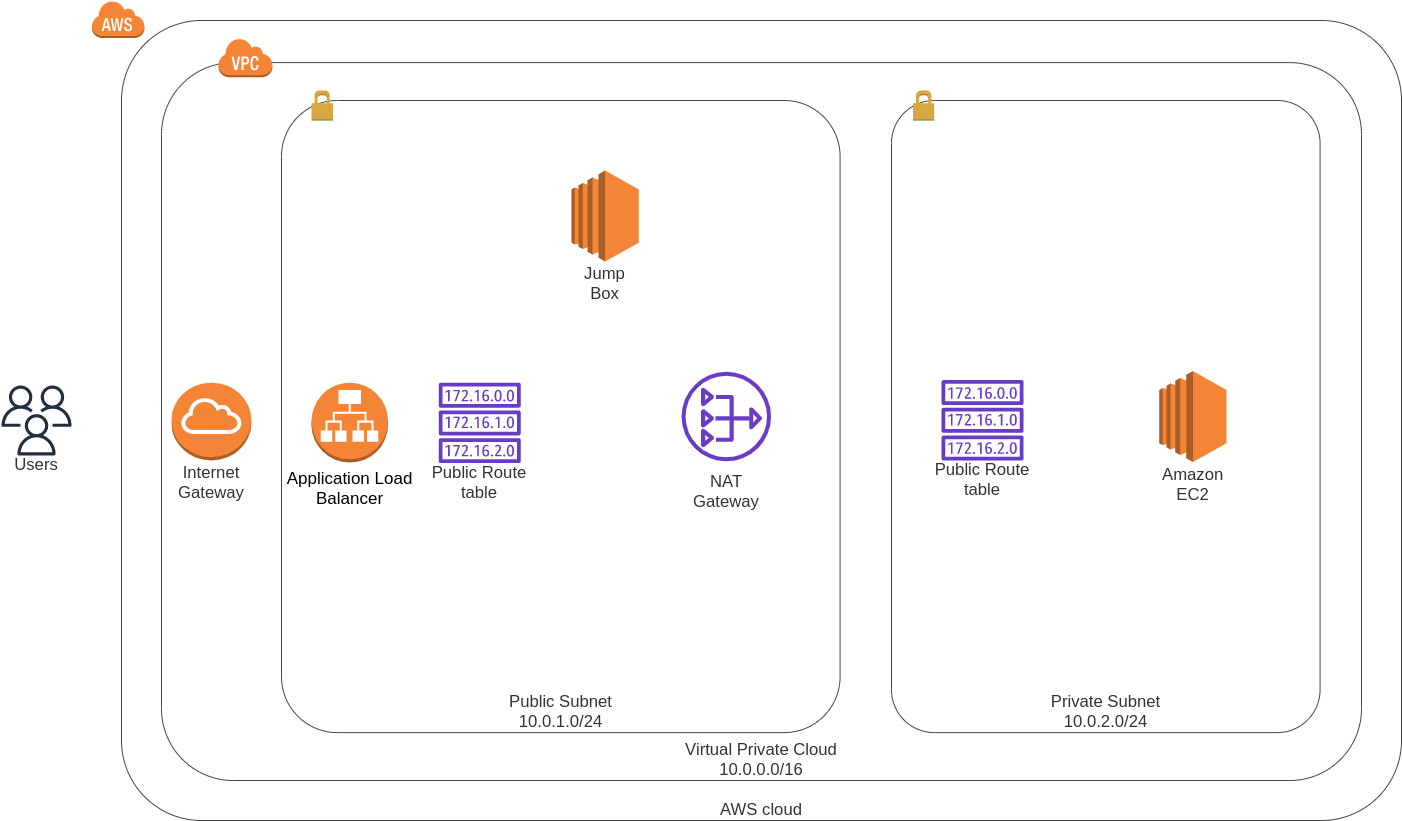 AWS
VPC
Jump
Box
Users
Internet
Gateway
Application Load
Balancer
172.16.0.0
172.16.1.0
172.16.2.0
Public Route
table
NAT
Gateway
172.16.0.0
172.16.1.0
172.16.2.0
Public Route
table
Amazon
EC2
Public Subnet
10.0.1.0/24
Private Subnet
10.0.2.0/24
Virtual Private Cloud
10.0.0.0/16
AWS cloud